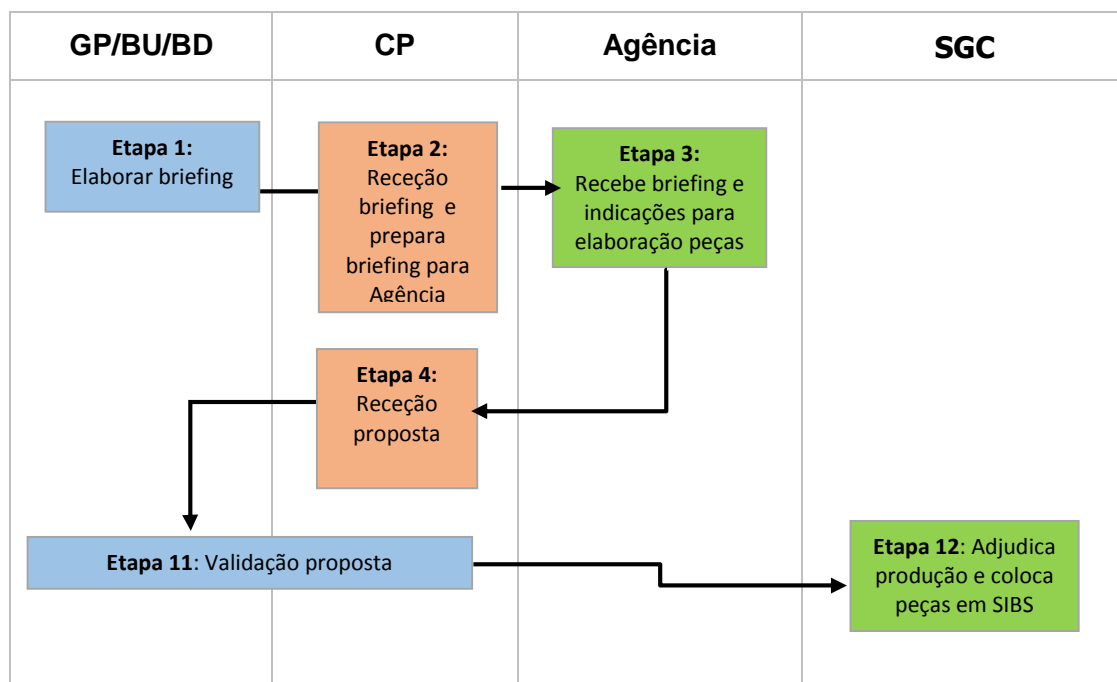 GP/BU/BD
CP
Agência
SGC
Etapa 1:
Elaborar briefing
Etapa 2:
Receção
briefing e
prepara
briefing para
Agência
Etapa 3:
Recebe briefing e
indicações para
elaboração peças
Etapa 4:
Receção
proposta
Etapa 11: Validação proposta
Etapa 12: Adjudica
produção e coloca
peças em SIBS